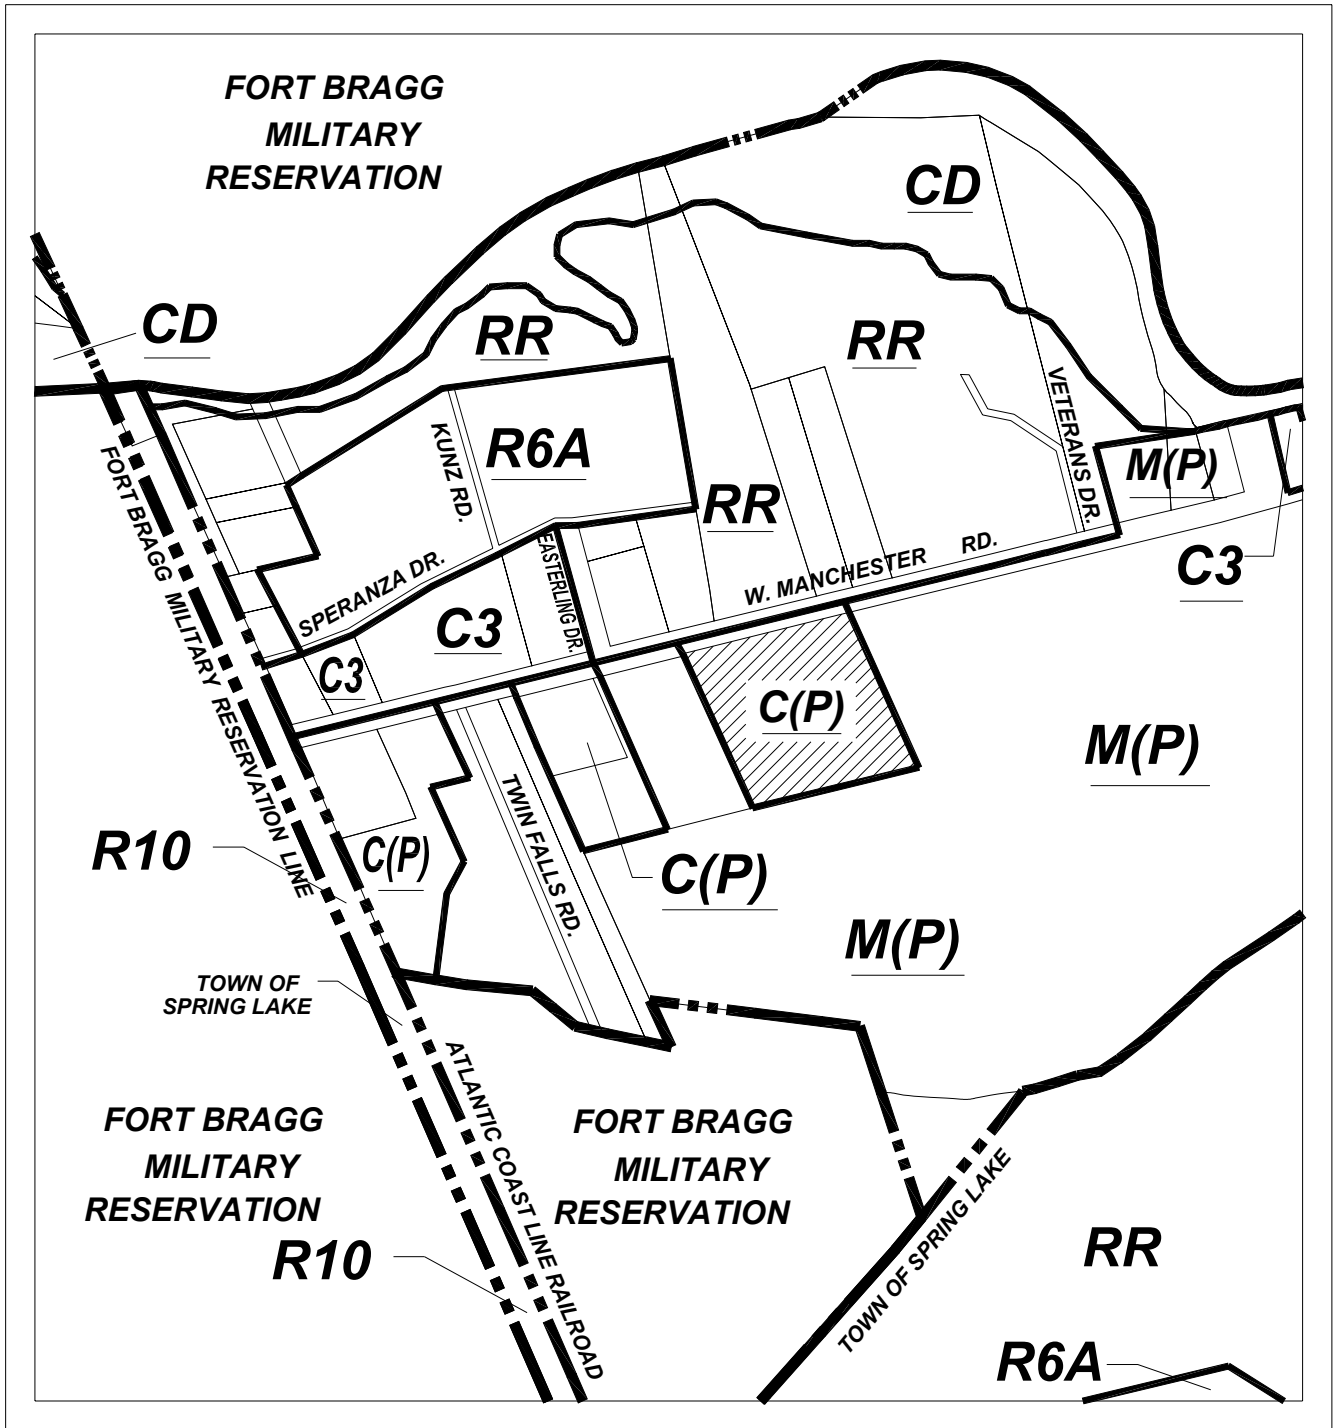 FORT BRAGG
MILITARY
RESERVATION
CD
CD
RR
RR
VETERANS DR.
KUNZ RD.
R6A
M(P)
FORT BRAGG MILITARY RESERVATION LINE
RR
W. MANCHESTER RD.
EASTERLING DR.
SPERANZA DR.
C3
C3
C3
C(P)
M(P)
TWIN FALLS RD.
R10
C(P)
C(P)
M(P)
TOWN OF
SPRING LAKE
ATLANTIC COAST LINE RAILROAD
FORT BRAGG
MILITARY
RESERVATION
FORT BRAGG
MILITARY
RESERVATION
TOWN OF SPRING LAKE
R10
RR
R6A